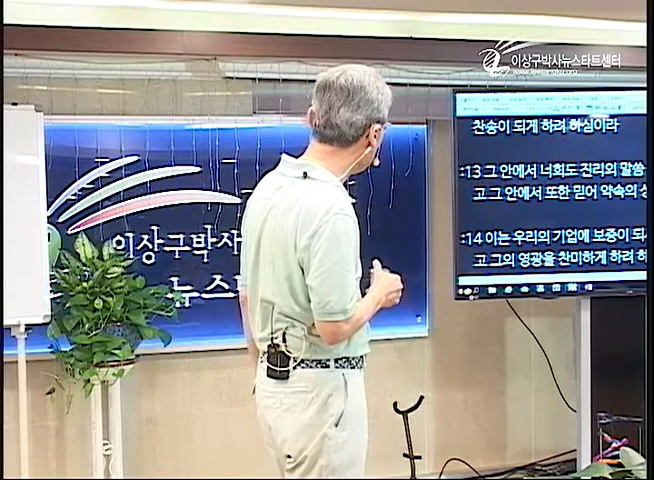 이상구박사뉴스타트센터
찬송이 되게 하려 하심이라
:13 그 안에서 너희도 진리의 말씀
고 그 안에서 또한 믿어 약속의 성
:14 이는 우리의 기업에 보증이 되사
고 그의 영광을 찬미하게 하려 하
이상구박사
뉴스